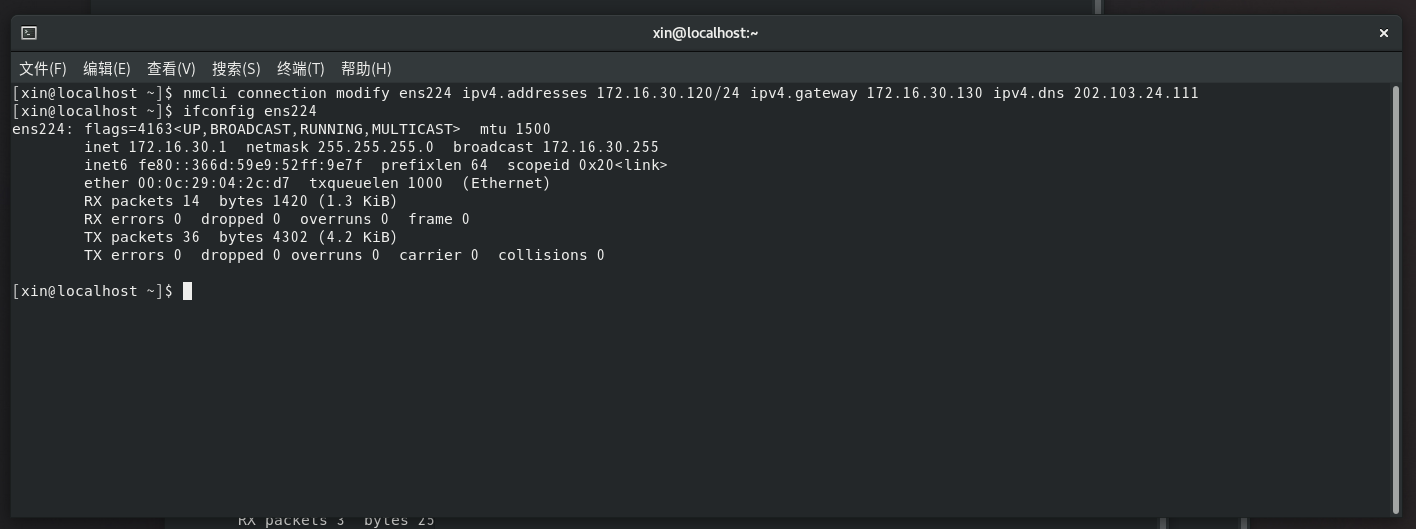 xin@localhost:~
文件(F) 编辑(E) 查看(V) 搜索(S) 终端(T) 帮助(H)
[xin@localhost ~]$ nmcli connection modify ens224 ipv4.addresses 172.16.30.120/24 ipv4.gateway 172.16.30.130 ipv4.dns 202.103.24.111
[xin@localhost ~]$ ifconfig ens224
ens224: flags=4163<UP,BROADCAST,RUNNING,MULTICAST>  mtu 1500
        inet 172.16.30.1  netmask 255.255.255.0  broadcast 172.16.30.255
        inet6 fe80::366d:59e9:52ff:9e7f  prefixlen 64  scopeid 0x20<link>
        ether 00:0c:29:04:2c:d7  txqueuelen 1000  (Ethernet)
        RX packets 14  bytes 1420 (1.3 KiB)
        RX errors 0  dropped 0  overruns 0  frame 0
        TX packets 36  bytes 4302 (4.2 KiB)
        TX errors 0  dropped 0 overruns 0  carrier 0  collisions 0
[xin@localhost ~]$
RX packets 3  bytes 25